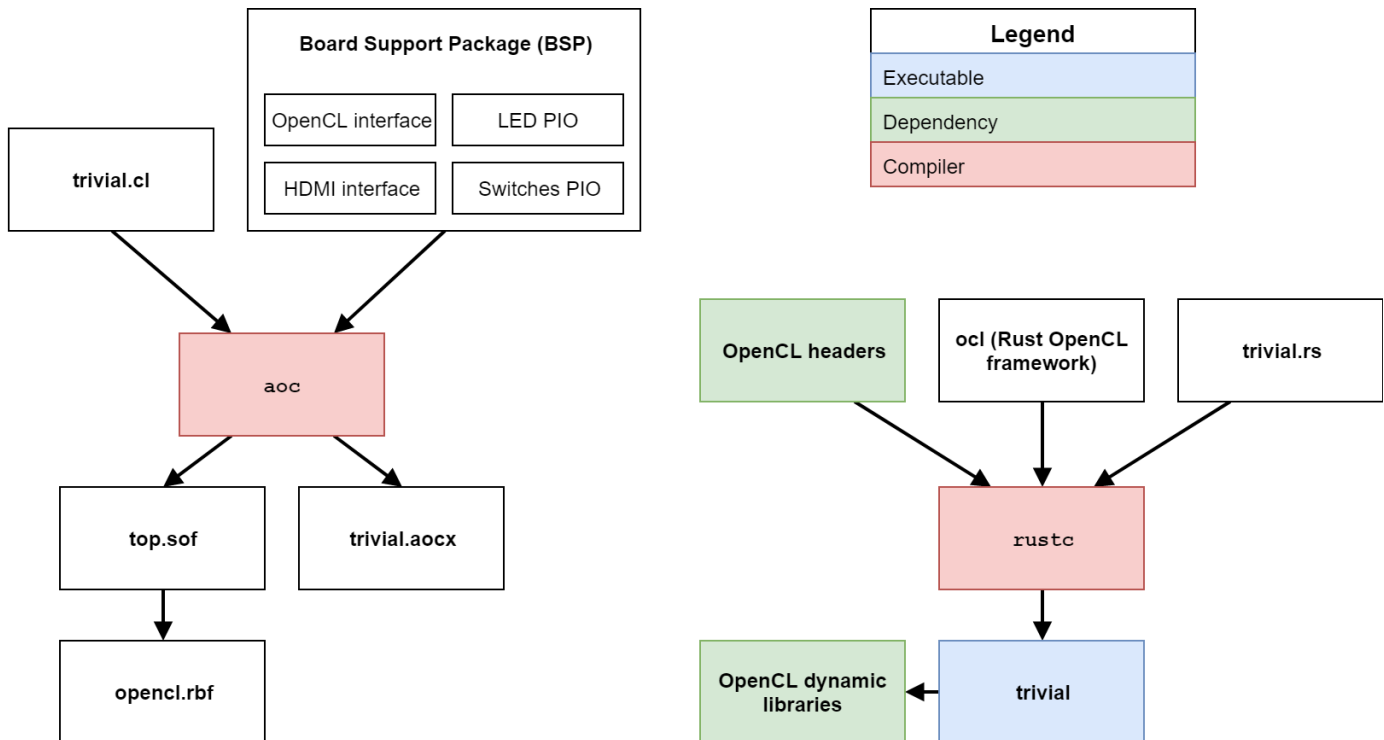 Board Support Package (BSP)
OpenCL interface
LED PIO
HDMI interface
Switches PIO
trivial.cl
aoc
top.sof
trivial.aocx
opencl.rbf
Legend
Executable
Dependency
Compiler
OpenCL headers
ocl (Rust OpenCL
framework)
trivial.rs
rustc
OpenCL dynamic
libraries
trivial